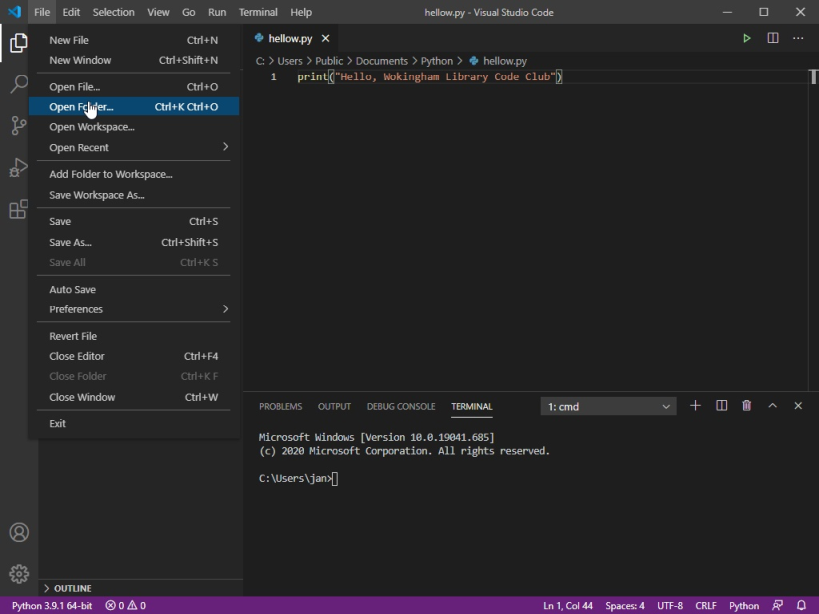 File Edit Selection View Go Run Terminal Help hellow.py - Visual Studio Code
New File Ctrl+N
New Window Ctrl+Shift+N
Open File... Ctrl+O
Open Folder... Ctrl+K Ctrl+O
Open Workspace...
Open Recent
Add Folder to Workspace...
Save Workspace As...
Save Ctrl+S
Save As... Ctrl+Shift+S
Save All Ctrl+K S
Auto Save
Preferences
Revert File
Close Editor Ctrl+F4
Close Folder Ctrl+K F
Close Window Ctrl+W
Exit
hellow.py
C: > Users > Public > Documents > Python > hellow.py
1 print("Hello, Wokingham Library Code Club")
PROBLEMS OUTPUT DEBUG CONSOLE TERMINAL 1: cmd
Microsoft Windows [Version 10.0.19041.685]
(c) 2020 Microsoft Corporation. All rights reserved.
C:\Users\jan>
OUTLINE
Python 3.9.1 64-bit 0 0 Ln 1, Col 44 Spaces: 4 UTF-8 CRLF Python